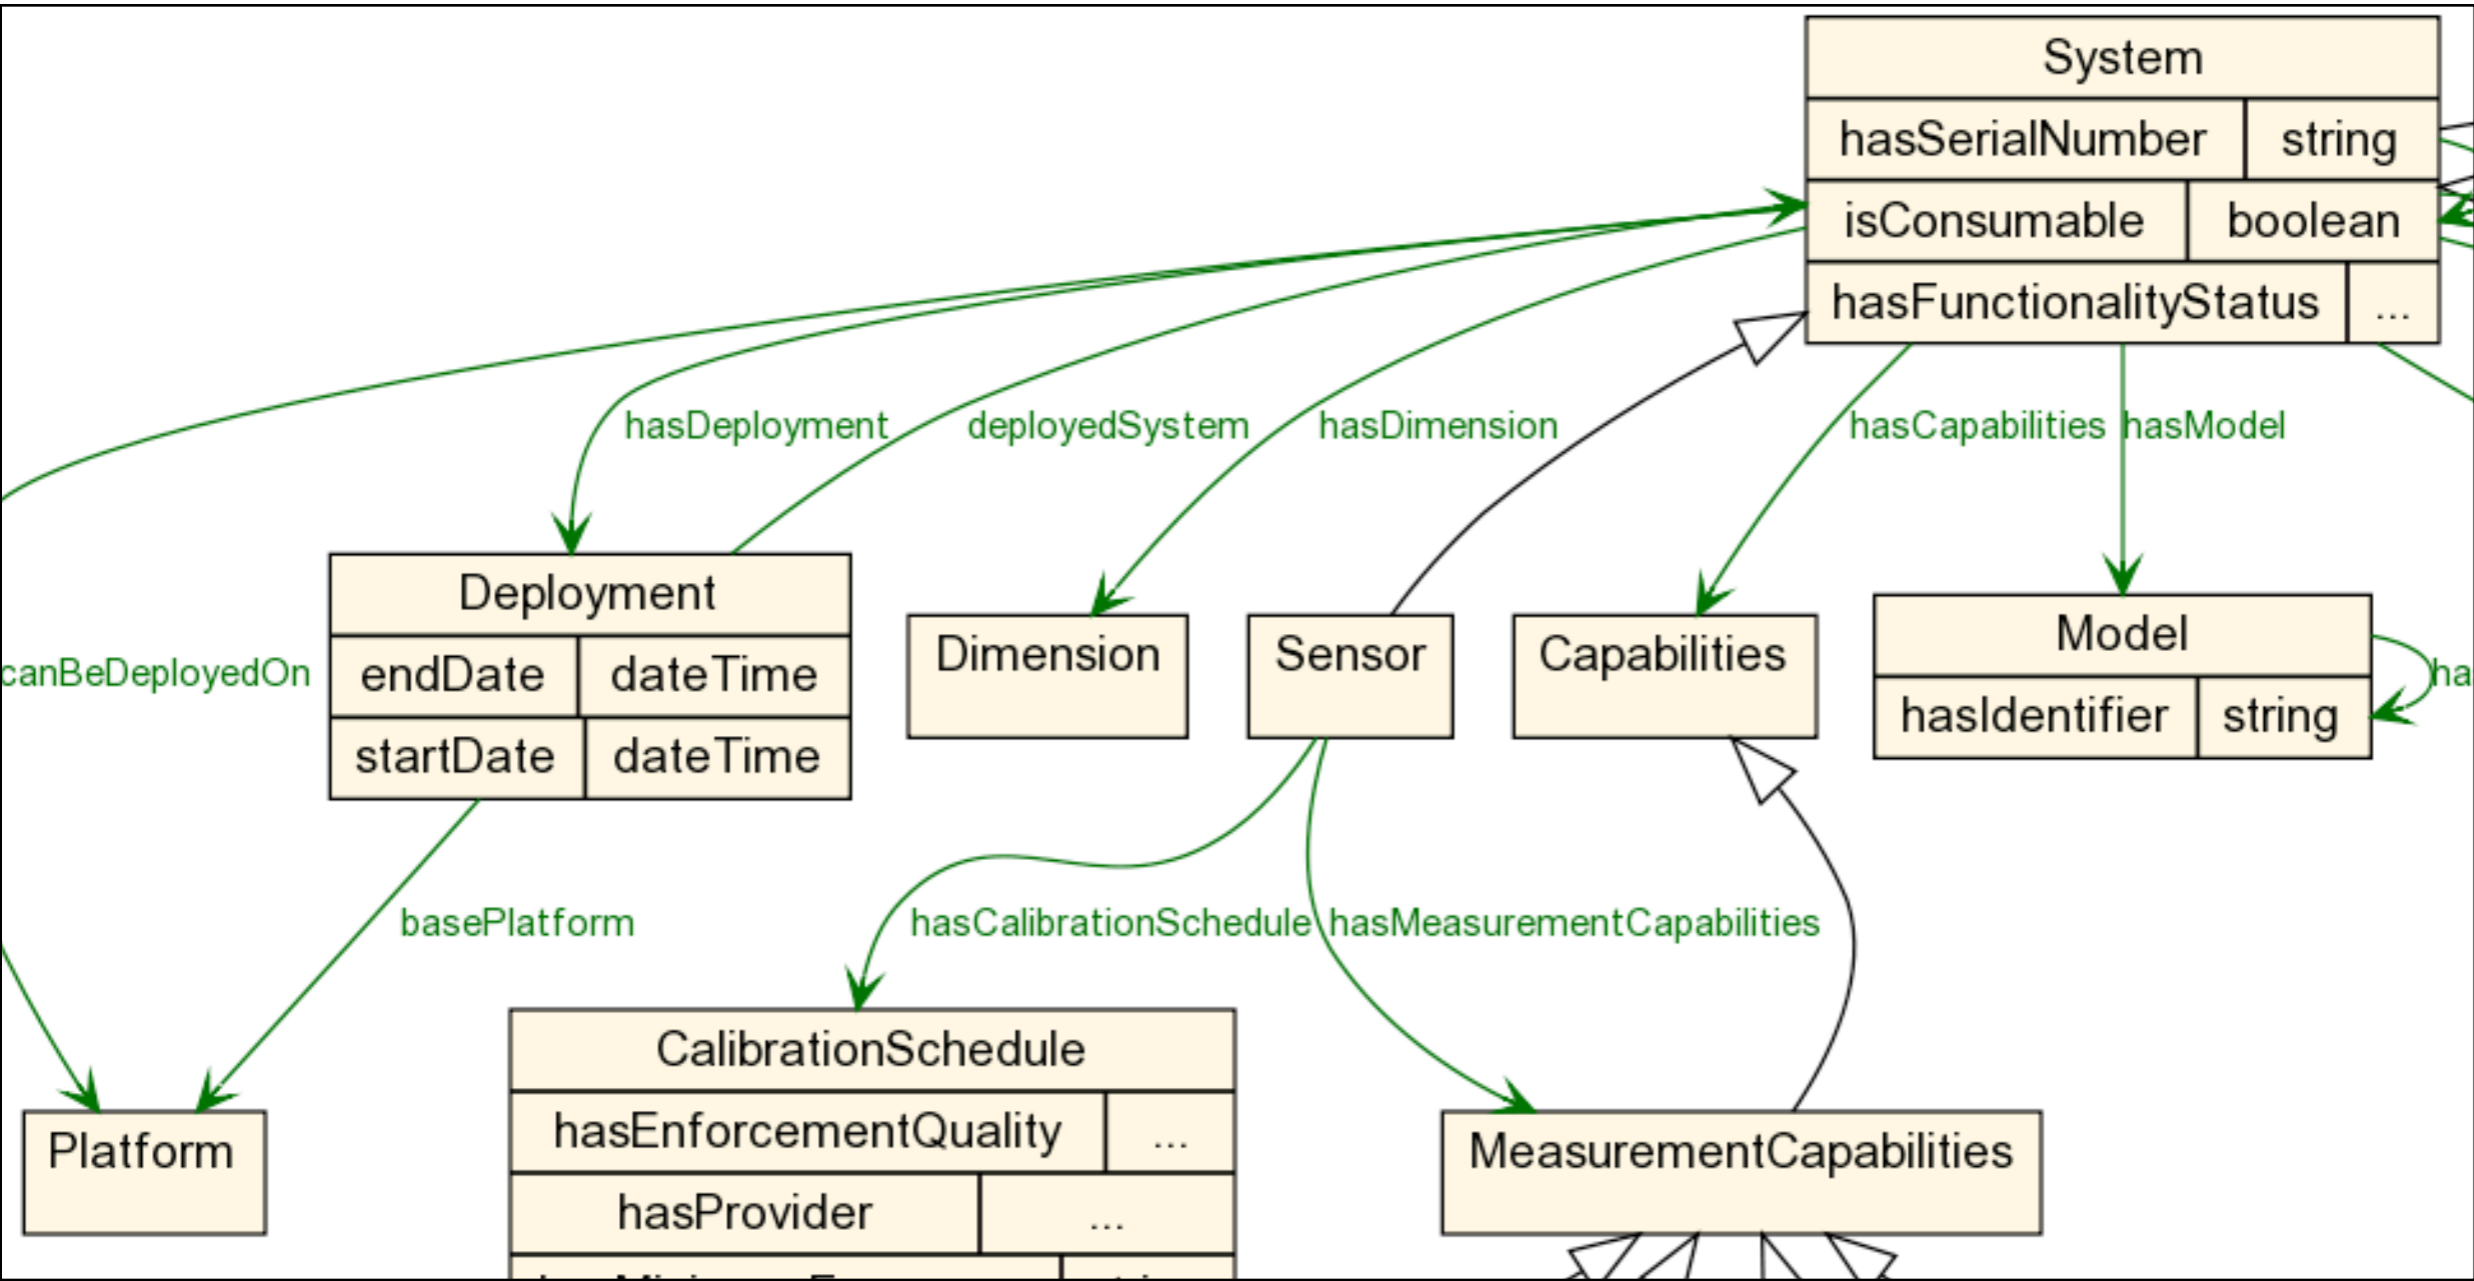 System
hasSerialNumber string
isConsumable boolean
hasFunctionalityStatus ...
hasDeployment deployedSystem hasDimension hasCapabilities hasModel
Deployment
endDate dateTime
startDate dateTime
Dimension
Sensor
Capabilities
Model
hasIdentifier string
ha
canBeDeployedOn
basePlatform hasCalibrationSchedule hasMeasurementCapabilities
Platform
CalibrationSchedule
hasEnforcementQuality ...
hasProvider ...
MeasurementCapabilities